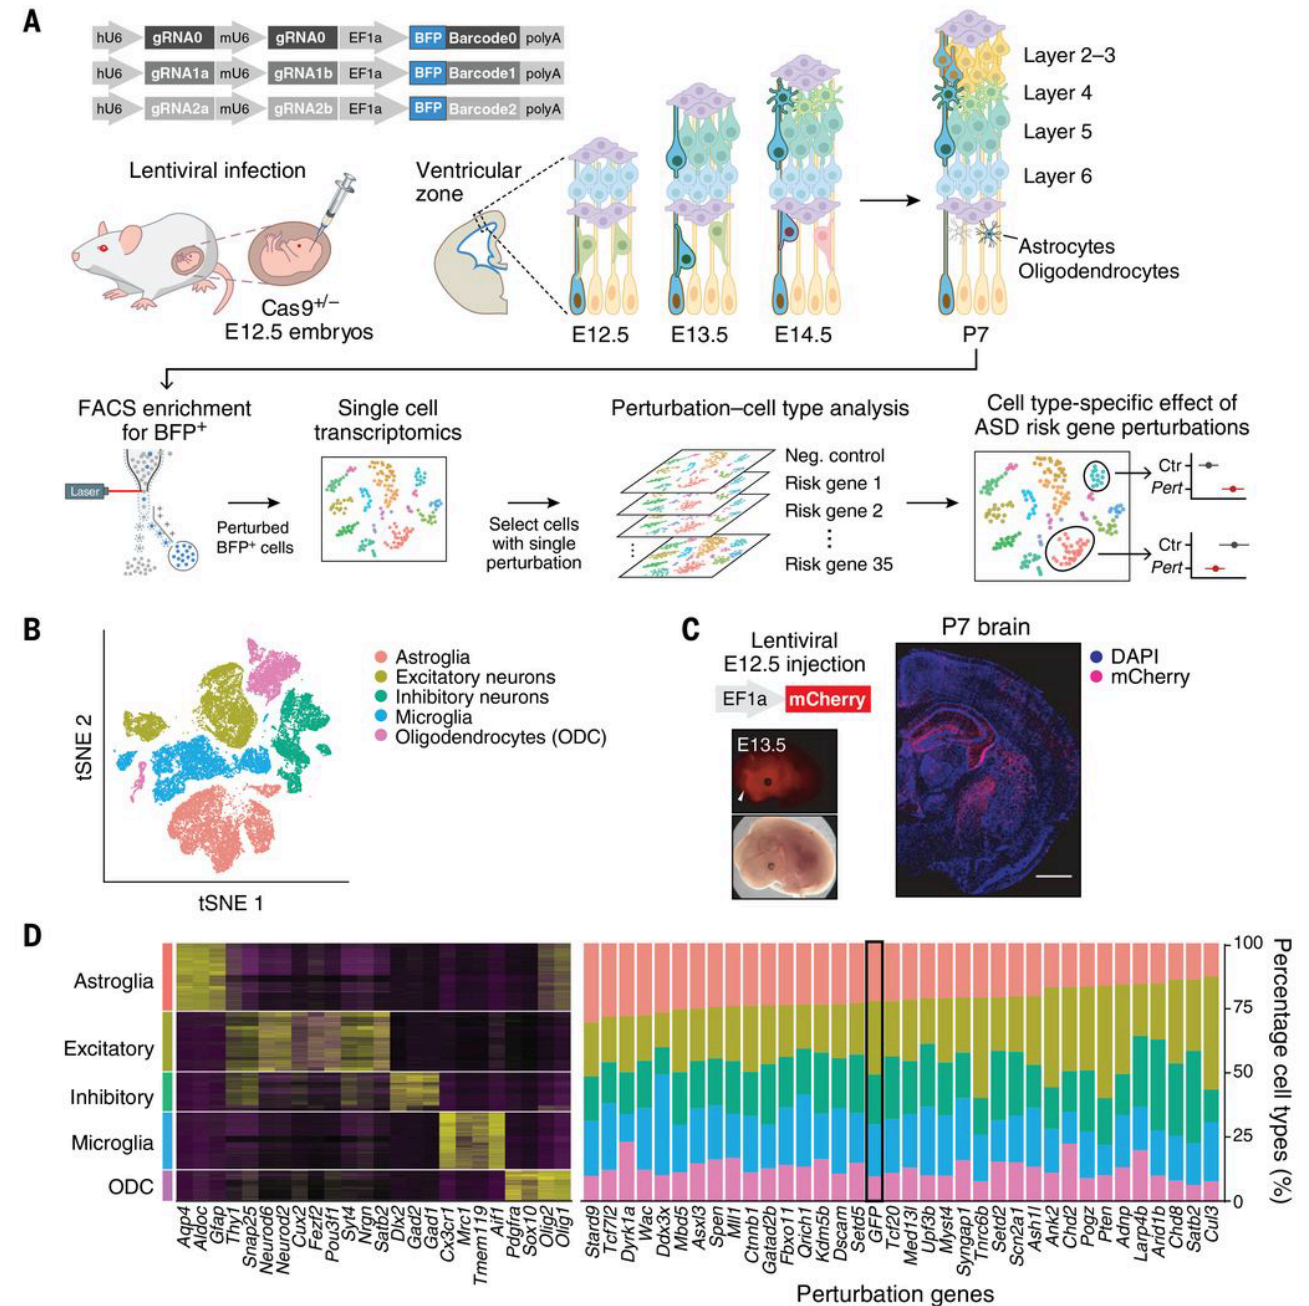 A
hU6 gRNA0 mU6 gRNA0 EF1a BFP Barcode0 polyA
hU6 gRNA1a mU6 gRNA1b EF1a BFP Barcode1 polyA
hU6 gRNA2a mU6 gRNA2b EF1a BFP Barcode2 polyA
Lentiviral infection
Cas9+/–
E12.5 embryos
Ventricular
zone
E12.5
E13.5
E14.5
P7
Layer 2–3
Layer 4
Layer 5
Layer 6
Astrocytes
Oligodendrocytes
FACS enrichment
for BFP+
Laser
Perturbed
BFP+ cells
Single cell
transcriptomics
Select cells
with single
perturbation
Perturbation–cell type analysis
Neg. control
Risk gene 1
Risk gene 2
Risk gene 35
Cell type-specific effect of
ASD risk gene perturbations
Ctr
Pert
Ctr
Pert
B
tSNE 2
tSNE 1
Astroglia
Excitatory neurons
Inhibitory neurons
Microglia
Oligodendrocytes (ODC)
C
Lentiviral
E12.5 injection
EF1a mCherry
E13.5
P7 brain
DAPI
mCherry
D
Astroglia
Excitatory
Inhibitory
Microglia
ODC
Aqp4
Aldoc
Gfap
Thy1
Snap25
Neurod6
Neurod2
Cux2
Fezf2
Pou3f1
Syt4
Nrgn
Satb2
Dlx2
Gad2
Gad1
Cx3cr1
Mrc1
Tmem119
Aif1
Pdgfra
Sox10
Olig2
Olig1
Stard9
Tcf7l2
Dyrk1a
Wac
Ddx3x
Mbd5
Asxl3
Spen
Mll1
Ctnnb1
Gatad2b
Fbxo11
Qrich1
Kdm5b
Dscam
Setd5
GFP
Tcf20
Med13l
Upf3b
Myst4
Syngap1
Tnrc6b
Setd2
Scn2a1
Ash1l
Ank2
Chd2
Pogz
Pten
Adnp
Larp4b
Arid1b
Chd8
Satb2
Cul3
Perturbation genes
100
75
50
25
0
Percentage cell types (%)